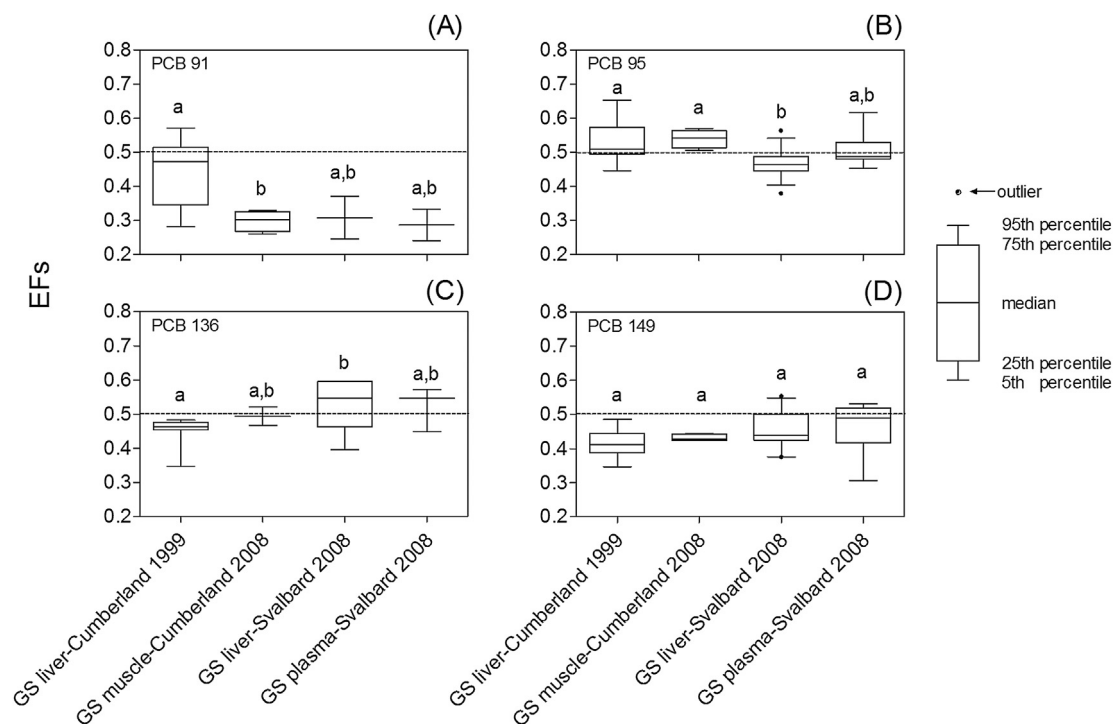 (A)
(B)
0.8
0.7
0.6
0.5
0.4
0.3
0.2
PCB 91
a
b
a,b
a,b
0.8
0.7
0.6
0.5
0.4
0.3
0.2
PCB 95
a
a
b
a,b
outlier
95th percentile
75th percentile
median
25th percentile
5th percentile
EFs
(C)
(D)
0.8
0.7
0.6
0.5
0.4
0.3
0.2
PCB 136
a
a,b
b
a,b
0.8
0.7
0.6
0.5
0.4
0.3
0.2
PCB 149
a
a
a
a
GS liver-Cumberland 1999
GS muscle-Cumberland 2008
GS liver-Svalbard 2008
GS plasma-Svalbard 2008
GS liver-Cumberland 1999
GS muscle-Cumberland 2008
GS liver-Svalbard 2008
GS plasma-Svalbard 2008